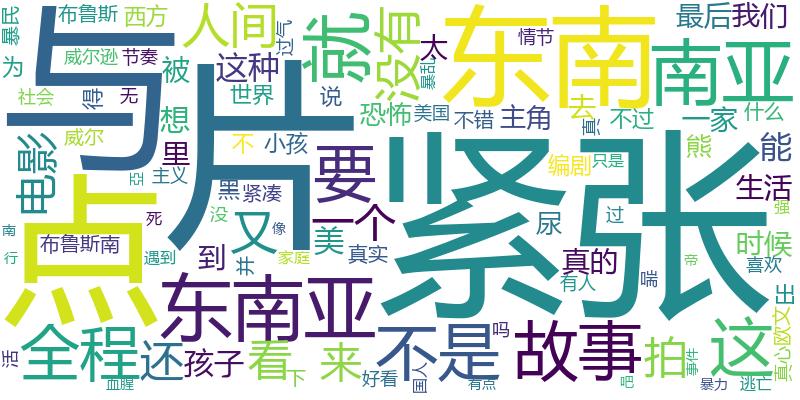 暴民
布鲁斯
西方
人间
过气
就
没有
太
情节
最后
我们
与
威尔逊
节奏
为
被
这种
片
暴乱
东南
南亚
社会
得
无
想
世界
说
恐怖
美国
不错
主角
去
真
不过
一家
什么
威尔
里
不
小孩
要
紧张
编剧
只是
熊
能
电影
亚
主义
黑
紧凑
生活
强
点
死
没
又
一个
像
南
行
布鲁斯南
遇到
到
并
家庭
美
真实
尿
过
真的
有人
喘
帝
时候
喜欢
出
东南亚
活
全程
还
孩子
看
下
来
好看
不是
国人
吗
有点
故事
吧
拍
事件
暴力
这
逃亡
真心
欧文
血腥